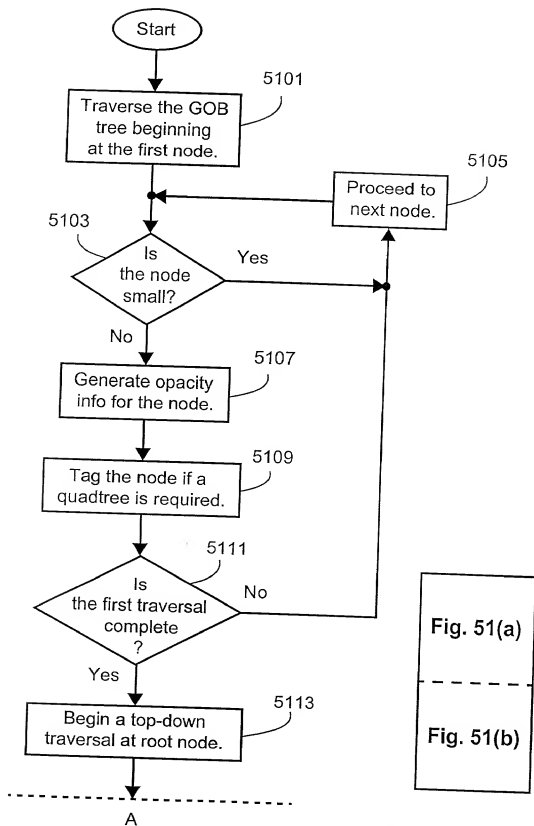 Start
5101
Traverse the GOB
tree beginning
at the first node.
5105
Proceed to
next node.
5103
Is
the node
small?
Yes
No
5107
Generate opacity
info for the node.
5109
Tag the node if a
quadtree is required.
5111
Is
the first traversal
complete
?
No
Yes
5113
Begin a top-down
traversal at root node.
A
Fig. 51(a)
Fig. 51(b)